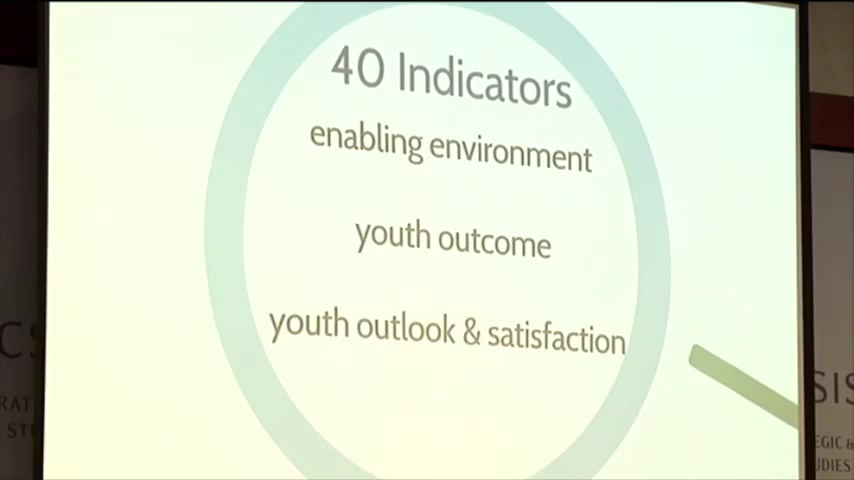 40 Indicators
enabling environment
youth outcome
youth outlook & satisfaction